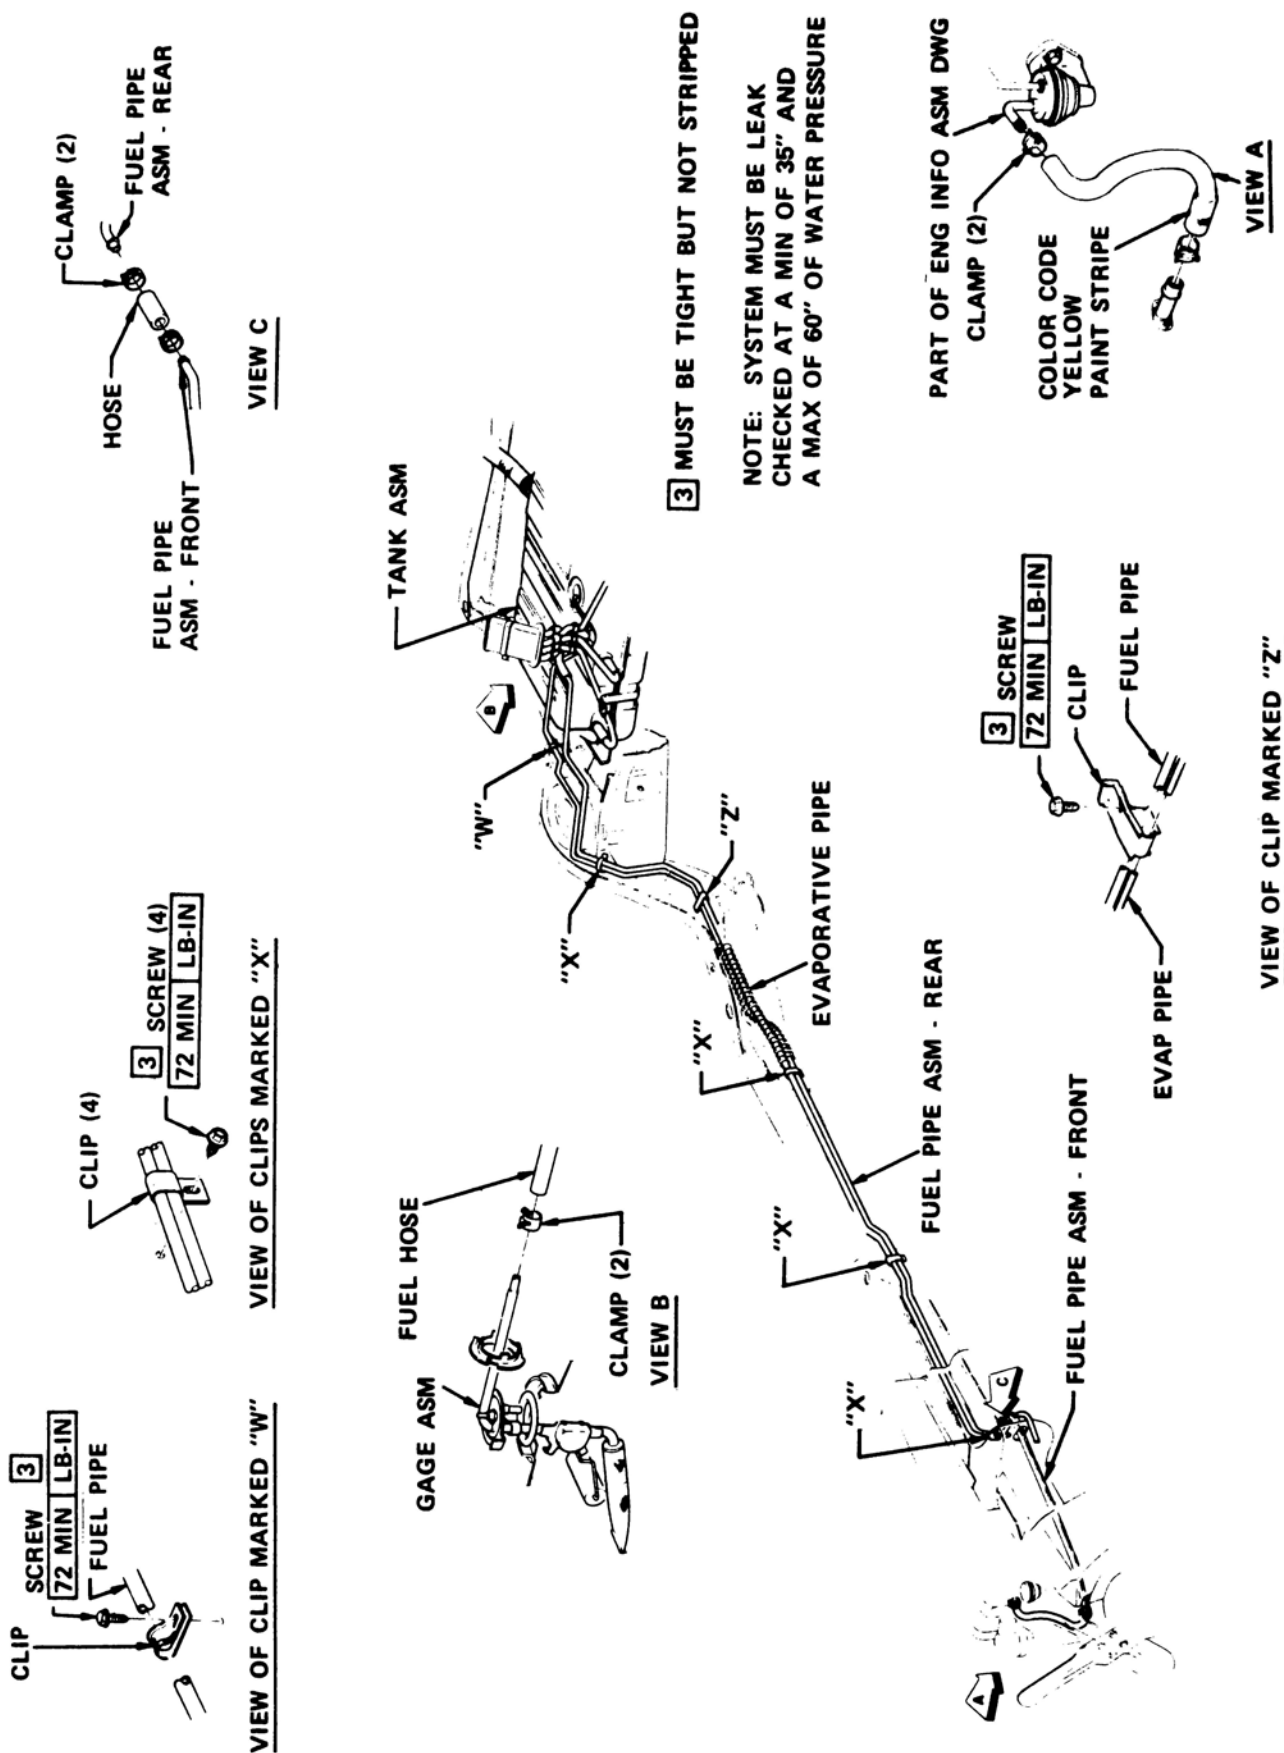 CLIP
SCREW 3
72 MIN LB-IN
FUEL PIPE
VIEW OF CLIP MARKED "W"
CLIP (4)
3 SCREW (4)
72 MIN LB-IN
VIEW OF CLIPS MARKED "X"
CLAMP (2)
HOSE
FUEL PIPE
ASM - REAR
FUEL PIPE
ASM - FRONT
VIEW C
GAGE ASM
FUEL HOSE
CLAMP (2)
VIEW B
TANK ASM
B
"W"
"X"
"Z"
"X"
EVAPORATIVE PIPE
"X"
FUEL PIPE ASM - REAR
"X"
C
FUEL PIPE ASM - FRONT
A
3 MUST BE TIGHT BUT NOT STRIPPED
NOTE: SYSTEM MUST BE LEAK
CHECKED AT A MIN OF 35" AND
A MAX OF 60" OF WATER PRESSURE
3 SCREW
72 MIN LB-IN
CLIP
FUEL PIPE
EVAP PIPE
VIEW OF CLIP MARKED "Z"
PART OF ENG INFO ASM DWG
CLAMP (2)
COLOR CODE
YELLOW
PAINT STRIPE
VIEW A